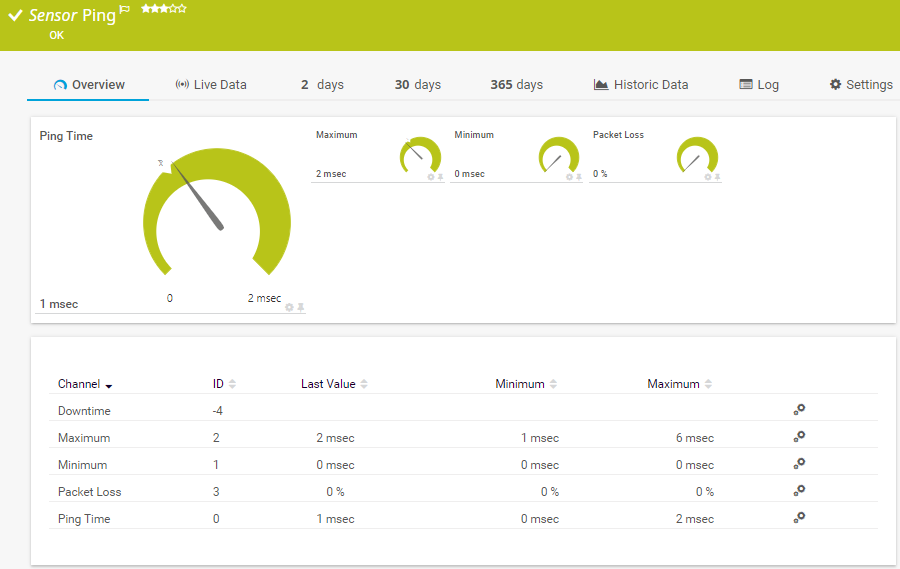 Sensor Ping
OK
Overview Live Data 2 days 30 days 365 days Historic Data Log Settings
Ping Time
Maximum
2 msec
Minimum
0 msec
Packet Loss
0 %
x̄
0 2 msec
1 msec
Channel ID Last Value Minimum Maximum
Downtime -4
Maximum 2 2 msec 1 msec 6 msec
Minimum 1 0 msec 0 msec 0 msec
Packet Loss 3 0 % 0 % 0 %
Ping Time 0 1 msec 0 msec 2 msec